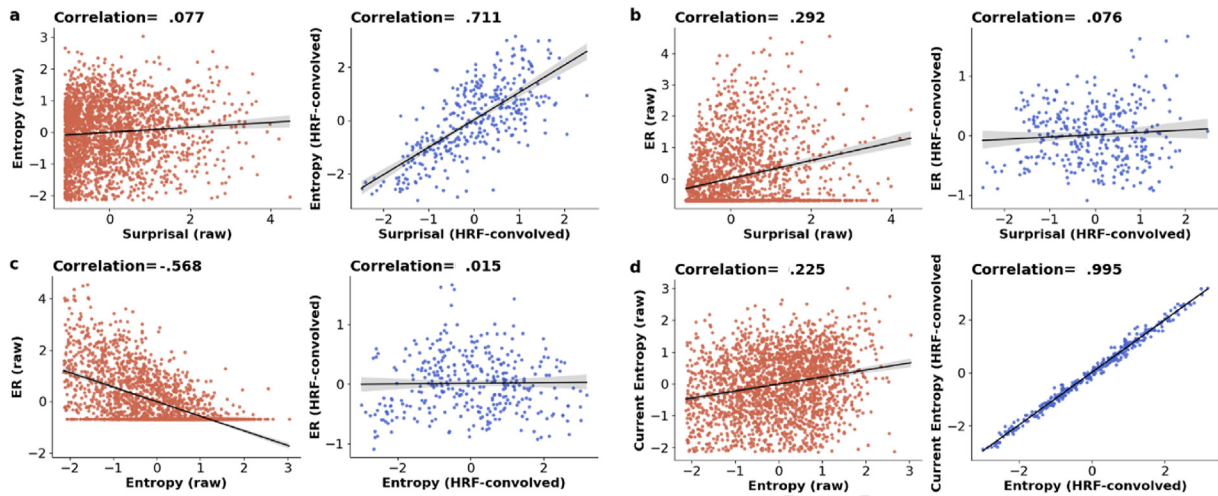 a
Correlation= .077
Entropy (raw)
3
2
1
0
−1
−2
0
2
4
Surprisal (raw)
Correlation= .711
Entropy (HRF-convolved)
2
0
−2
−2
−1
0
1
2
Surprisal (HRF-convolved)
b
Correlation= .292
ER (raw)
4
3
2
1
0
0
2
4
Surprisal (raw)
Correlation= .076
ER (HRF-convolved)
1
0
−1
−2
−1
0
1
2
Surprisal (HRF-convolved)
c
Correlation=-.568
ER (raw)
4
2
0
−2
−2
−1
0
1
2
3
Entropy (raw)
Correlation= .015
ER (HRF-convolved)
1
0
−1
−2
0
2
Entropy (HRF-convolved)
d
Correlation= .225
Current Entropy (raw)
3
2
1
0
−1
−2
−2
−1
0
1
2
3
Entropy (raw)
Correlation= .995
Current Entropy (HRF-convolved
2
0
−2
−2
0
2
Entropy (HRF-convolved)